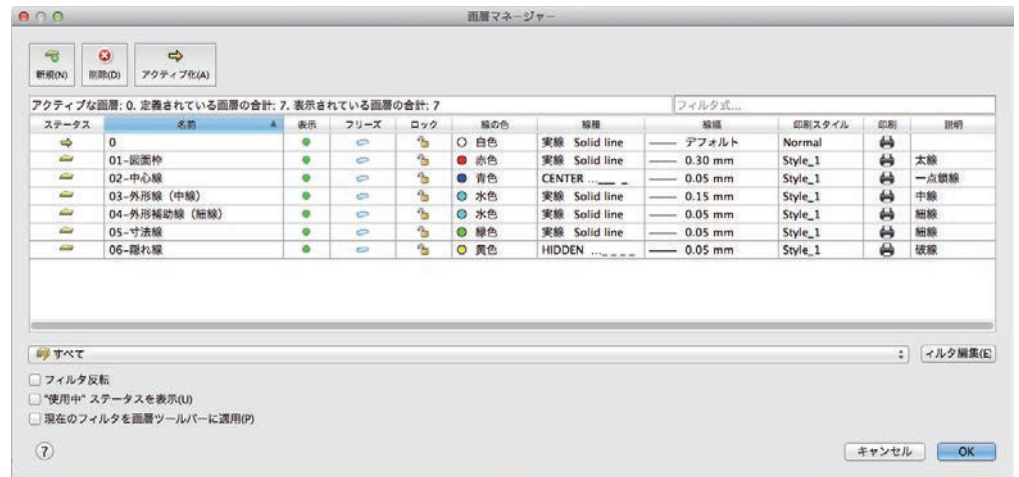 画層マネージャー
新規(N) 削除(D) アクティブ化(A)
アクティブな画層; 0. 定義されている画層の合計; 7. 表示されている画層の合計; 7 フィルタ式...
ステータス 名前 表示 フリーズ ロック 線の色 線種 線幅 印刷スタイル 印刷 説明
0 白色 実線 Solid line デフォルト Normal
01-図面枠 赤色 実線 Solid line 0.30 mm Style_1 太線
02-中心線 青色 CENTER ... 0.05 mm Style_1 一点鎖線
03-外形線（中線） 水色 実線 Solid line 0.15 mm Style_1 中線
04-外形補助線（細線） 水色 実線 Solid line 0.05 mm Style_1 細線
05-寸法線 緑色 実線 Solid line 0.05 mm Style_1 細線
06-隠れ線 黄色 HIDDEN ... 0.05 mm Style_1 破線
すべて ィルタ編集(E
フィルタ反転
"使用中" ステータスを表示(U)
現在のフィルタを画層ツールバーに適用(P)
? キャンセル OK